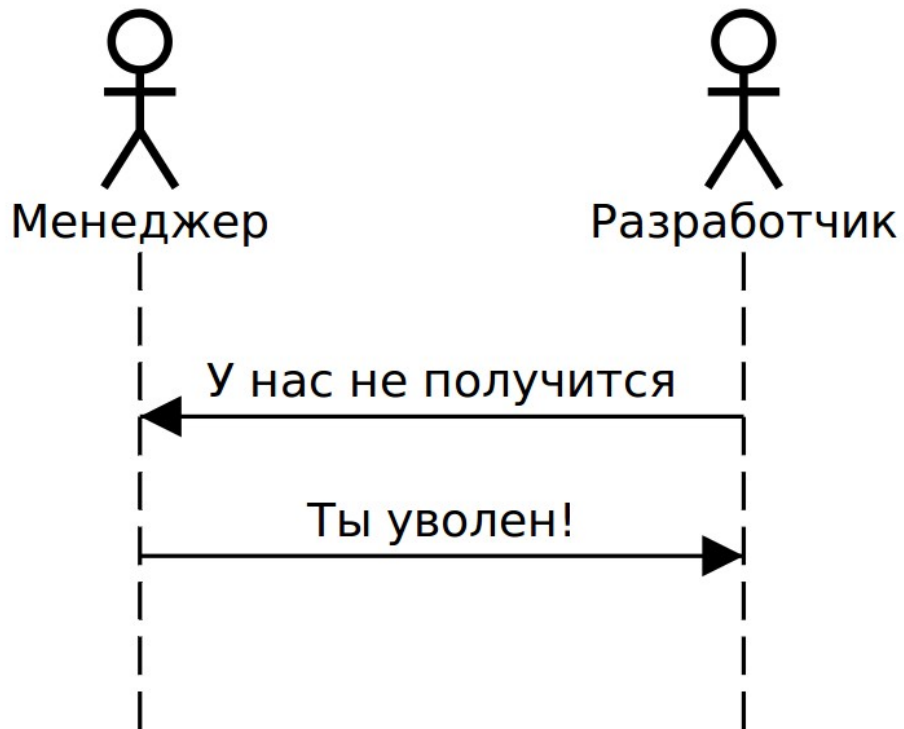 Менеджер
Разработчик
У нас не получится
Ты уволен!